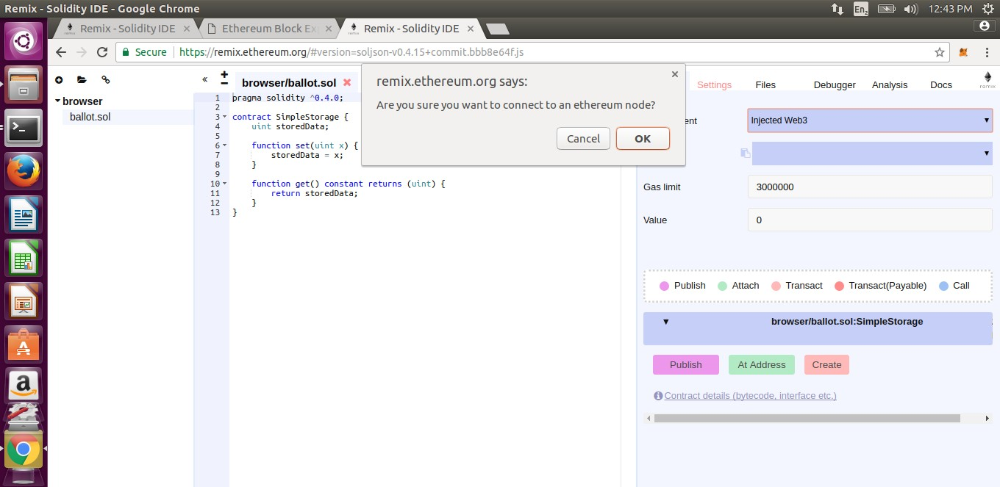 Remix - Solidity IDE - Google Chrome
En2
12:43 PM
Remix - Solidity IDE
Ethereum Block Ex
Remix - Solidity IDE
Secure
https://remix.ethereum.org/#version=soljson-v0.4.15+commit.bbb8e64f.js
browser
ballot.sol
«
browser/ballot.sol
1 pragma solidity ^0.4.0;
2
3 contract SimpleStorage {
4 uint storedData;
5
6 function set(uint x) {
7 storedData = x;
8 }
9
10 function get() constant returns (uint) {
11 return storedData;
12 }
13 }
remix.ethereum.org says:
Are you sure you want to connect to an ethereum node?
Cancel
OK
Settings
Files
Debugger
Analysis
Docs
remix
ent
Injected Web3
Gas limit
3000000
Value
0
Publish
Attach
Transact
Transact(Payable)
Call
browser/ballot.sol:SimpleStorage
Publish
At Address
Create
Contract details (bytecode, interface etc.)